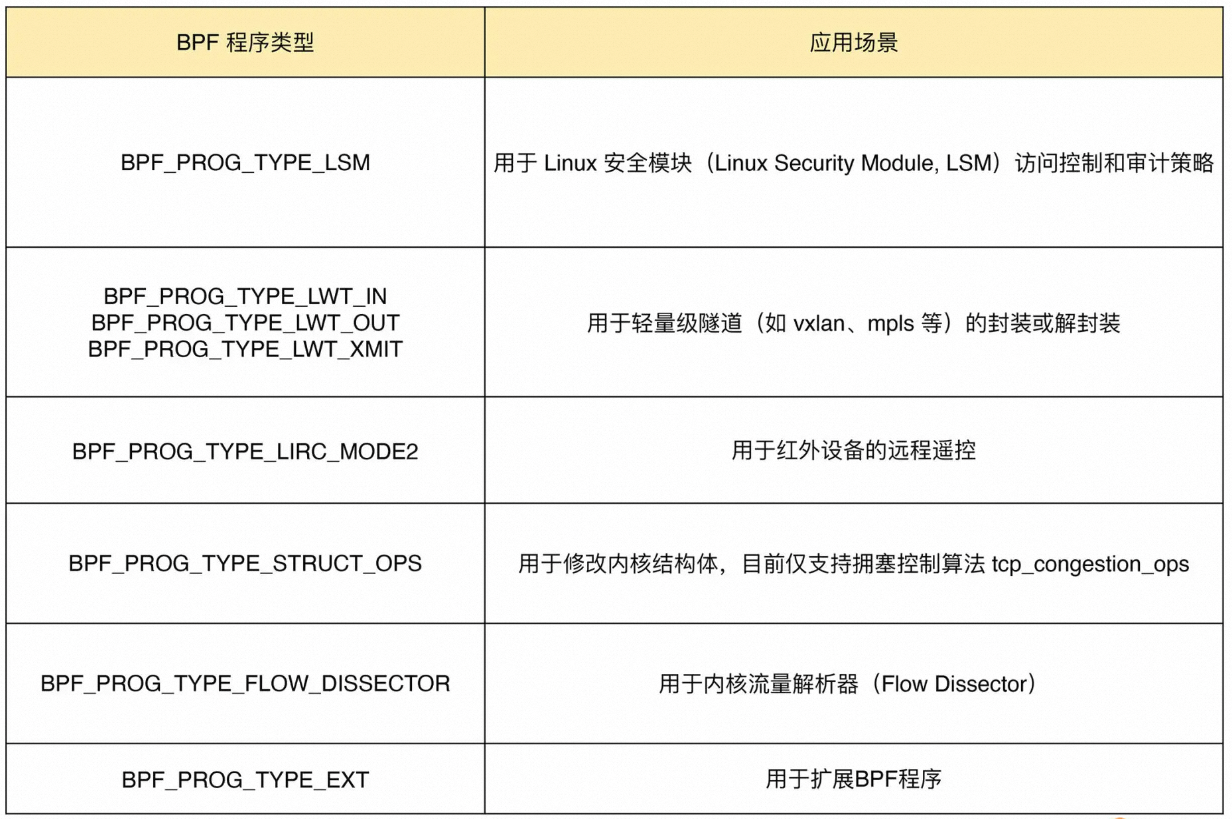 BPF 程序类型
应用场景
BPF_PROG_TYPE_LSM
用于 Linux 安全模块（Linux Security Module, LSM）访问控制和审计策略
BPF_PROG_TYPE_LWT_IN
BPF_PROG_TYPE_LWT_OUT
BPF_PROG_TYPE_LWT_XMIT
用于轻量级隧道（如 vxlan、mpls 等）的封装或解封装
BPF_PROG_TYPE_LIRC_MODE2
用于红外设备的远程遥控
BPF_PROG_TYPE_STRUCT_OPS
用于修改内核结构体，目前仅支持拥塞控制算法 tcp_congestion_ops
BPF_PROG_TYPE_FLOW_DISSECTOR
用于内核流量解析器（Flow Dissector）
BPF_PROG_TYPE_EXT
用于扩展BPF程序